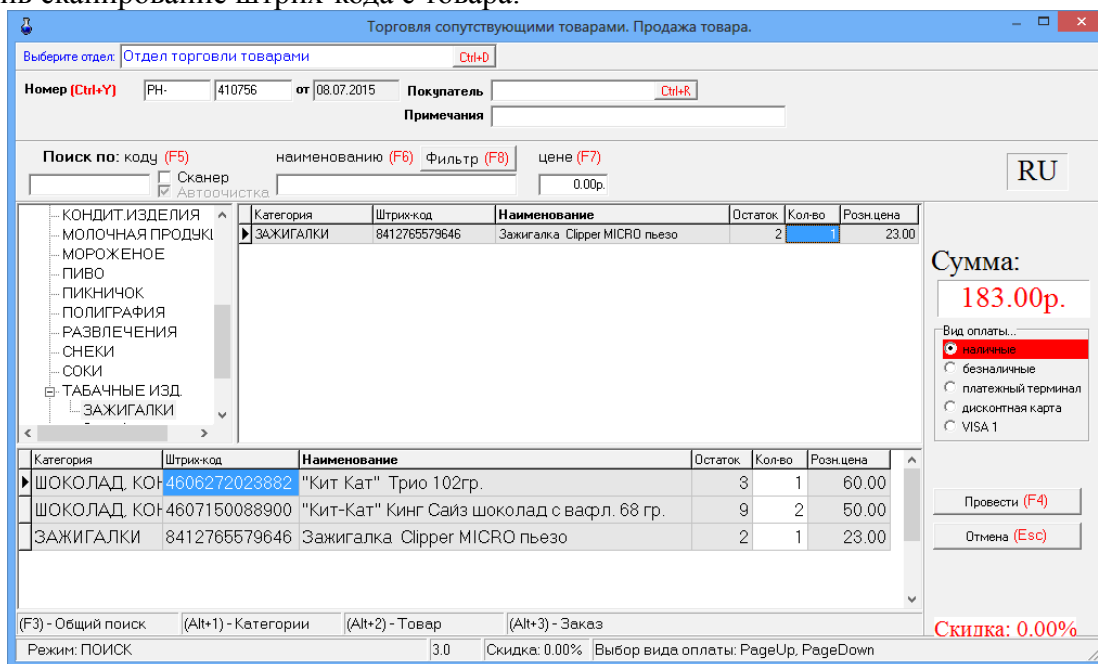 сканирование штрих-кода с товара.
Торговля сопутствующими товарами. Продажа товара.
Выберите отдел: Отдел торговли товарами Ctrl+D
Номер (Ctrl+Y) РН- 410756 от 08.07.2015 Покупатель Ctrl+R
Примечания
Поиск по: коду (F5) наименованию (F6) Фильтр (F8) цене (F7)
Сканер
Автоочистка
0.00р.
RU
КОНДИТ.ИЗДЕЛИЯ
МОЛОЧНАЯ ПРОДУКЦ
МОРОЖЕНОЕ
ПИВО
ПИКНИЧОК
ПОЛИГРАФИЯ
РАЗВЛЕЧЕНИЯ
СНЕКИ
СОКИ
ТАБАЧНЫЕ ИЗД.
ЗАЖИГАЛКИ
Категория Штрих-код Наименование Остаток Кол-во Розн.цена
ЗАЖИГАЛКИ 8412765579646 Зажигалка Clipper MICRO пьезо 2 1 23.00
Сумма:
183.00р.
Вид оплаты...
наличные
безналичные
платежный терминал
дисконтная карта
VISA 1
Категория Штрих-код Наименование Остаток Кол-во Розн.цена
ШОКОЛАД, КОН 4606272023882 "Кит Кат" Трио 102гр. 3 1 60.00
ШОКОЛАД, КОН 4607150088900 "Кит-Кат" Кинг Сайз шоколад с вафл. 68 гр. 9 2 50.00
ЗАЖИГАЛКИ 8412765579646 Зажигалка Clipper MICRO пьезо 2 1 23.00
Провести (F4)
Отмена (Esc)
(F3) - Общий поиск (Alt+1) - Категории (Alt+2) - Товар (Alt+3) - Заказ
Скидка: 0.00%
Режим: ПОИСК 3.0 Скидка: 0.00% Выбор вида оплаты: PageUp, PageDown